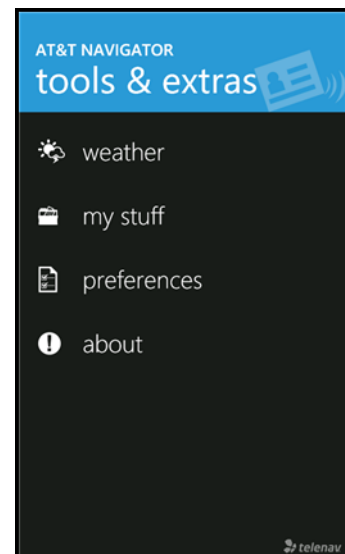 AT&T NAVIGATOR
tools & extras
weather
my stuff
preferences
about
telenav